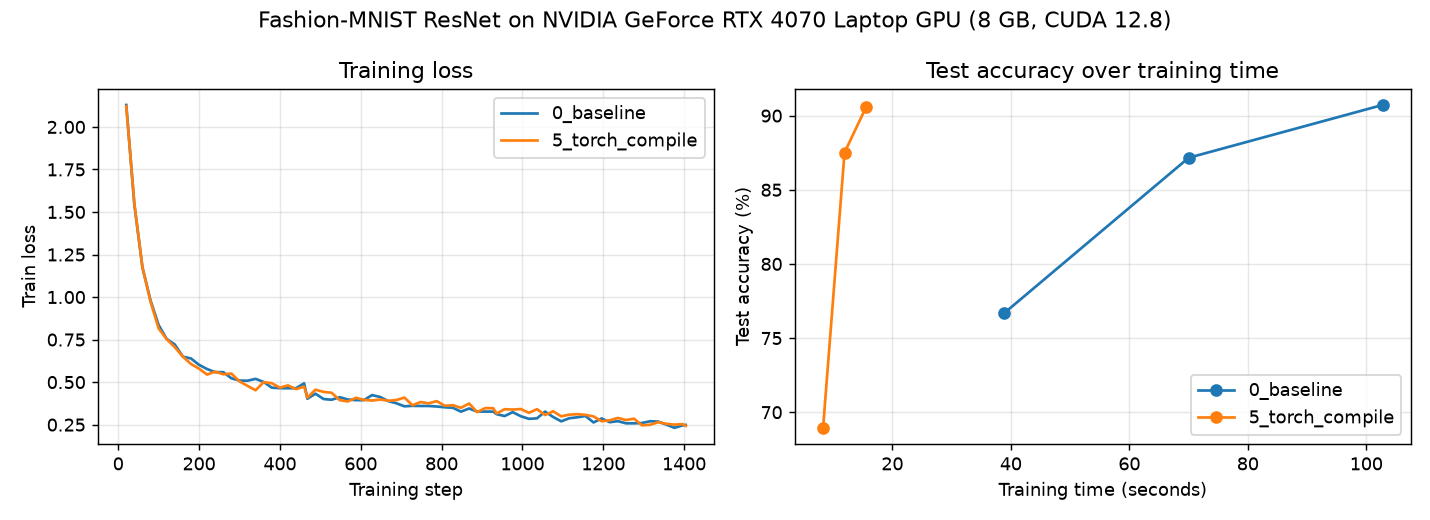 Fashion-MNIST ResNet on NVIDIA GeForce RTX 4070 Laptop GPU (8 GB, CUDA 12.8)
Training loss
Train loss
2.00
1.75
1.50
1.25
1.00
0.75
0.50
0.25
0 200 400 600 800 1000 1200 1400
Training step
0_baseline
5_torch_compile
Test accuracy over training time
Test accuracy (%)
90
85
80
75
70
20 40 60 80 100
Training time (seconds)
0_baseline
5_torch_compile